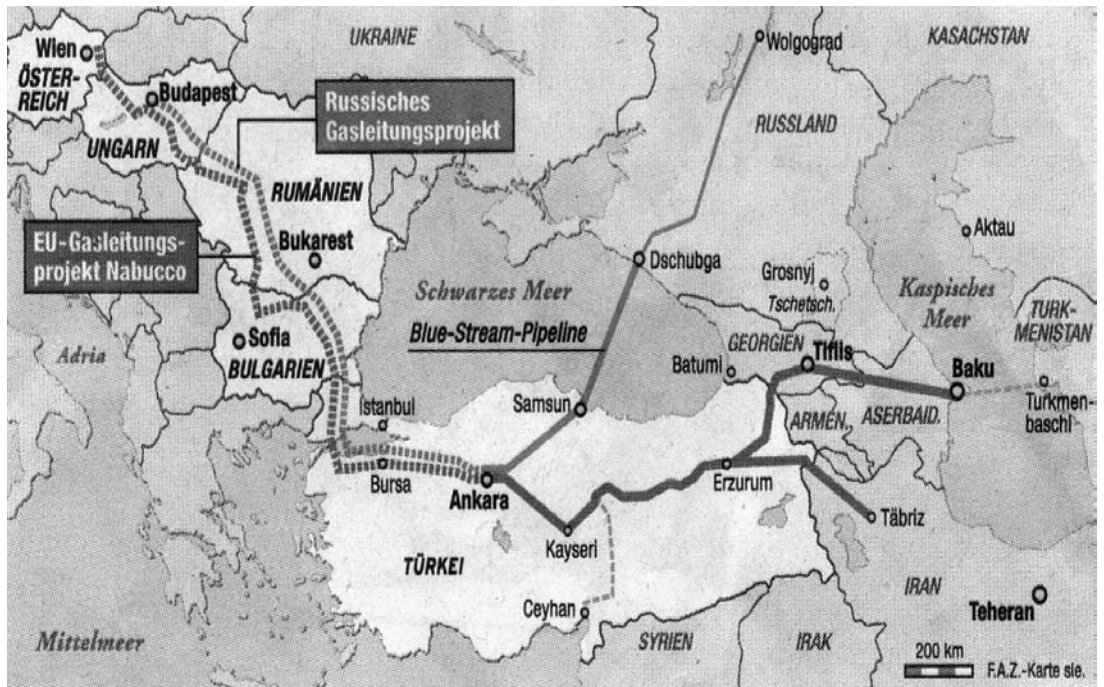 Wien
ÖSTER-
REICH
Budapest
UNGARN
Russisches
Gasleitungsprojekt
UKRAINE
Wolgograd
KASACHSTAN
RUSSLAND
RUMÄNIEN
EU-Gasleitungs-
projekt Nabucco
Bukarest
Aktau
Dschubga
Grosnyj
Tschetsch.
Schwarzes Meer
Kaspisches
Meer
TURK-
MENISTAN
Adria
Sofia
BULGARIEN
Blue-Stream-Pipeline
GEORGIEN
Tiflis
Batumi
Baku
Turkmen-
baschi
Istanbul
Samsun
ARMEN.
ASERBAID.
Bursa
Ankara
Erzurum
Täbriz
Kayseri
TÜRKEI
Ceyhan
IRAN
Teheran
Mittelmeer
SYRIEN
IRAK
200 km
F.A.Z.-Karte sie.